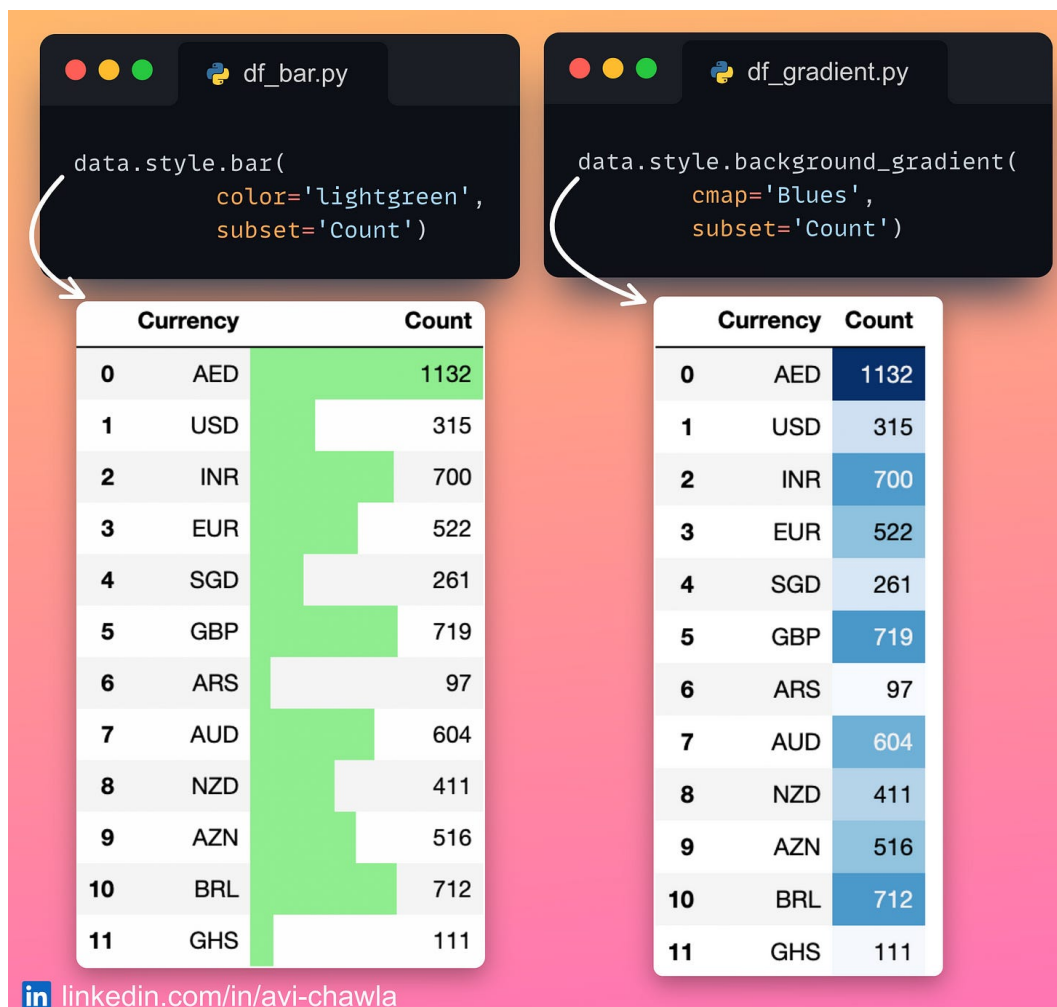 df_bar.py
data.style.bar(
color='lightgreen',
subset='Count')
Currency Count
0 AED 1132
1 USD 315
2 INR 700
3 EUR 522
4 SGD 261
5 GBP 719
6 ARS 97
7 AUD 604
8 NZD 411
9 AZN 516
10 BRL 712
11 GHS 111
df_gradient.py
data.style.background_gradient(
cmap='Blues',
subset='Count')
Currency Count
0 AED 1132
1 USD 315
2 INR 700
3 EUR 522
4 SGD 261
5 GBP 719
6 ARS 97
7 AUD 604
8 NZD 411
9 AZN 516
10 BRL 712
11 GHS 111
in linkedin.com/in/avi-chawla